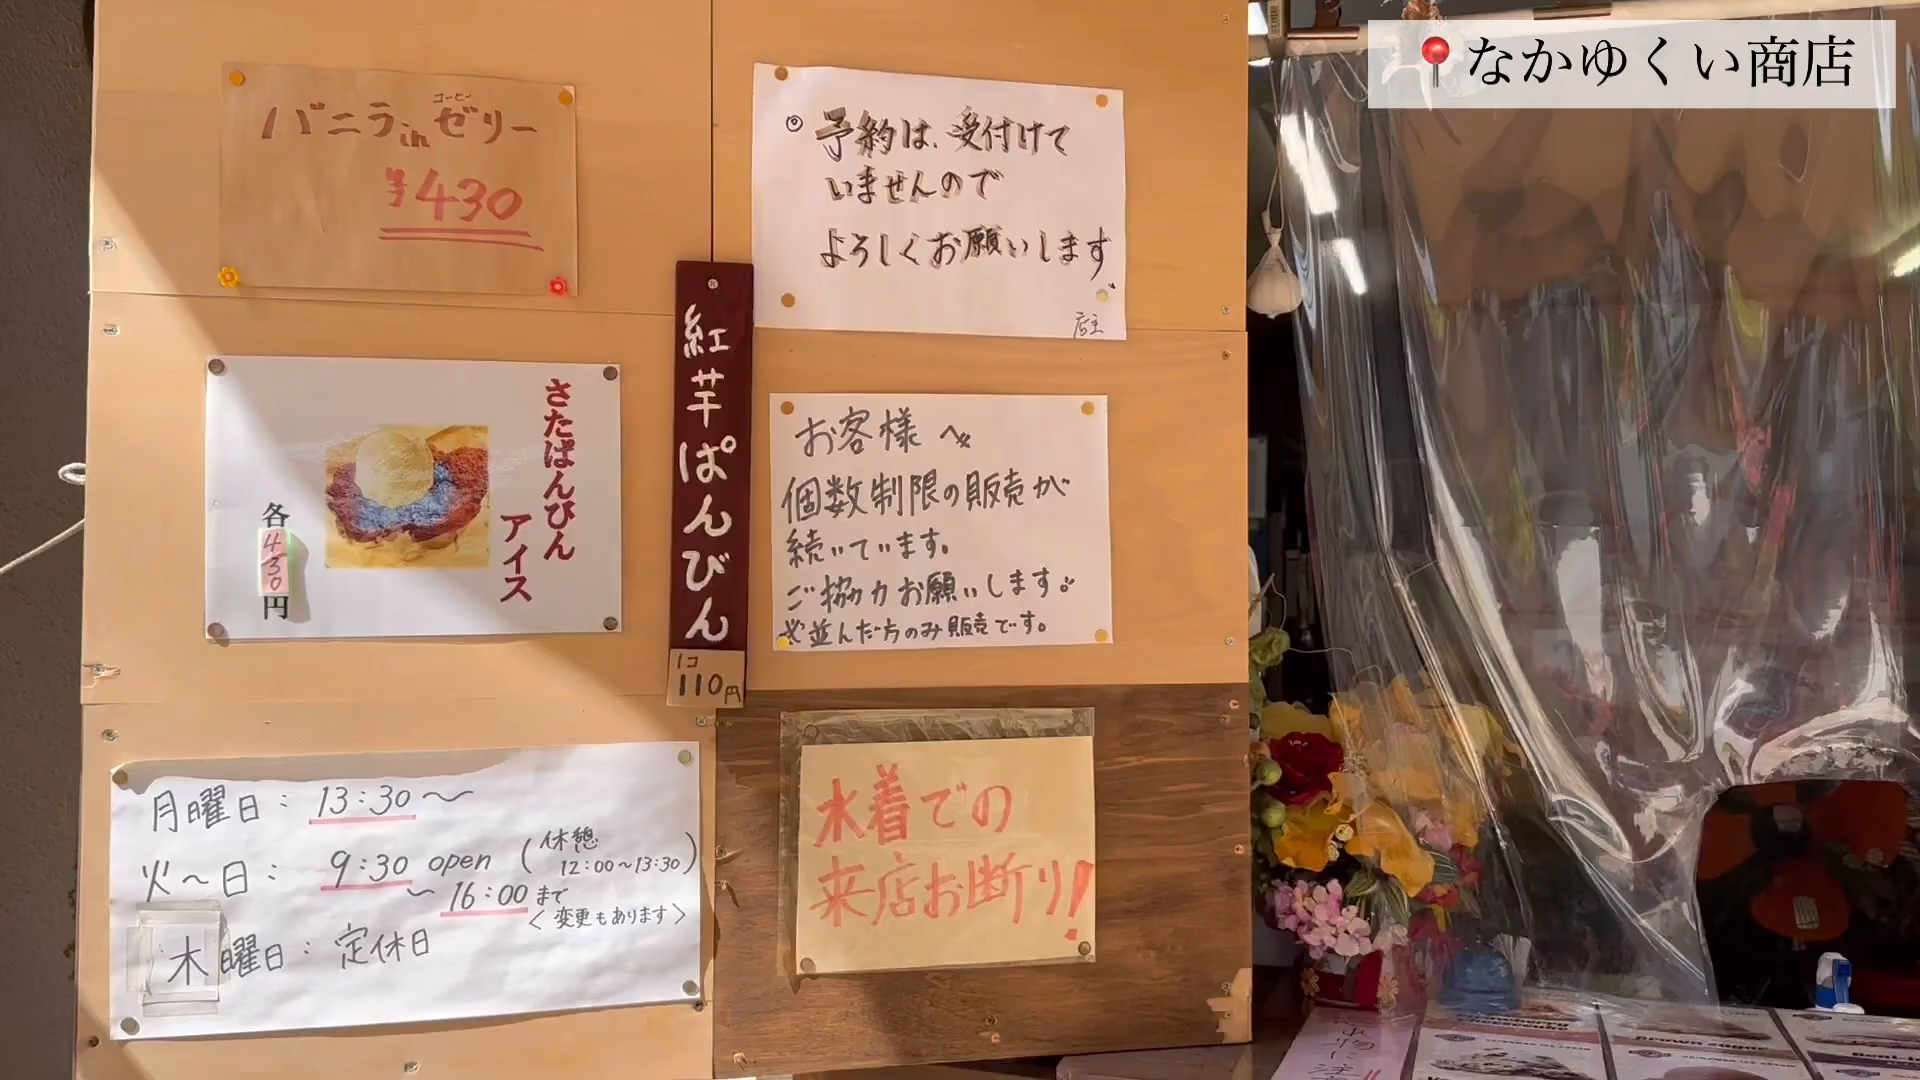 なかゆくい商店
コーヒー
バニラinゼリー
¥430
◎予約は、受付けて
いませんので
よろしくお願いします
店主
さたぱんびん
アイス
各430円
紅芋ぱんびん
1コ
110円
お客様へ
個数制限の販売が
続いています。
ご協力お願いします。
※並んだ方のみ販売です。
月曜日:13:30〜
火〜日:9:30 open(休憩
12:00〜13:30)
〜16:00まで
<変更もあります>
木曜日:定休日
水着での
来店お断り!